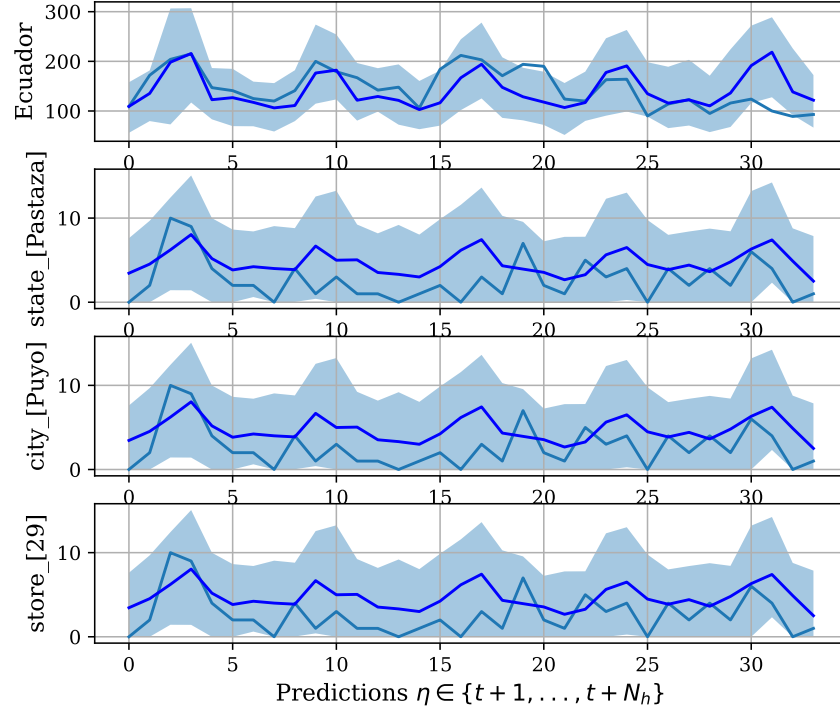 Ecuador
300
200
100
0 5 10 15 20 25 30
state_[Pastaza]
10
0
0 5 10 15 20 25 30
city_[Puyo]
10
0
0 5 10 15 20 25 30
store_[29]
10
0
0 5 10 15 20 25 30
Predictions η ∈ {t + 1, . . . , t + N_h}